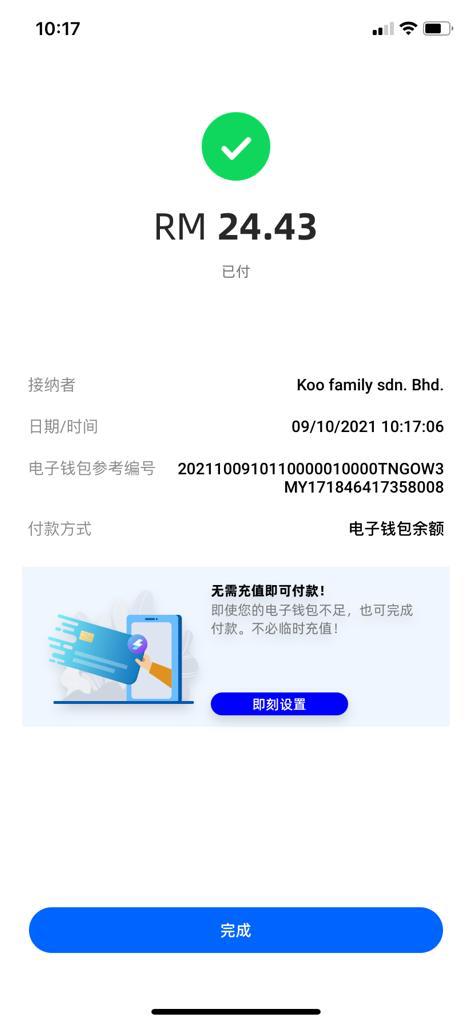 10:17
RM 24.43
已付
接纳者
Koo family sdn. Bhd.
日期/时间
09/10/2021 10:17:06
电子钱包参考编号
2021100910110000010000TNGOW3
MY171846417358008
付款方式
电子钱包余额
无需充值即可付款!
即使您的电子钱包不足，也可完成
付款。不必临时充值!
即刻设置
完成